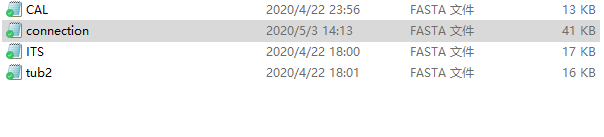 CAL 2020/4/22 23:56 FASTA 文件 13 KB
connection 2020/5/3 14:13 FASTA 文件 41 KB
ITS 2020/4/22 18:00 FASTA 文件 17 KB
tub2 2020/4/22 18:01 FASTA 文件 16 KB